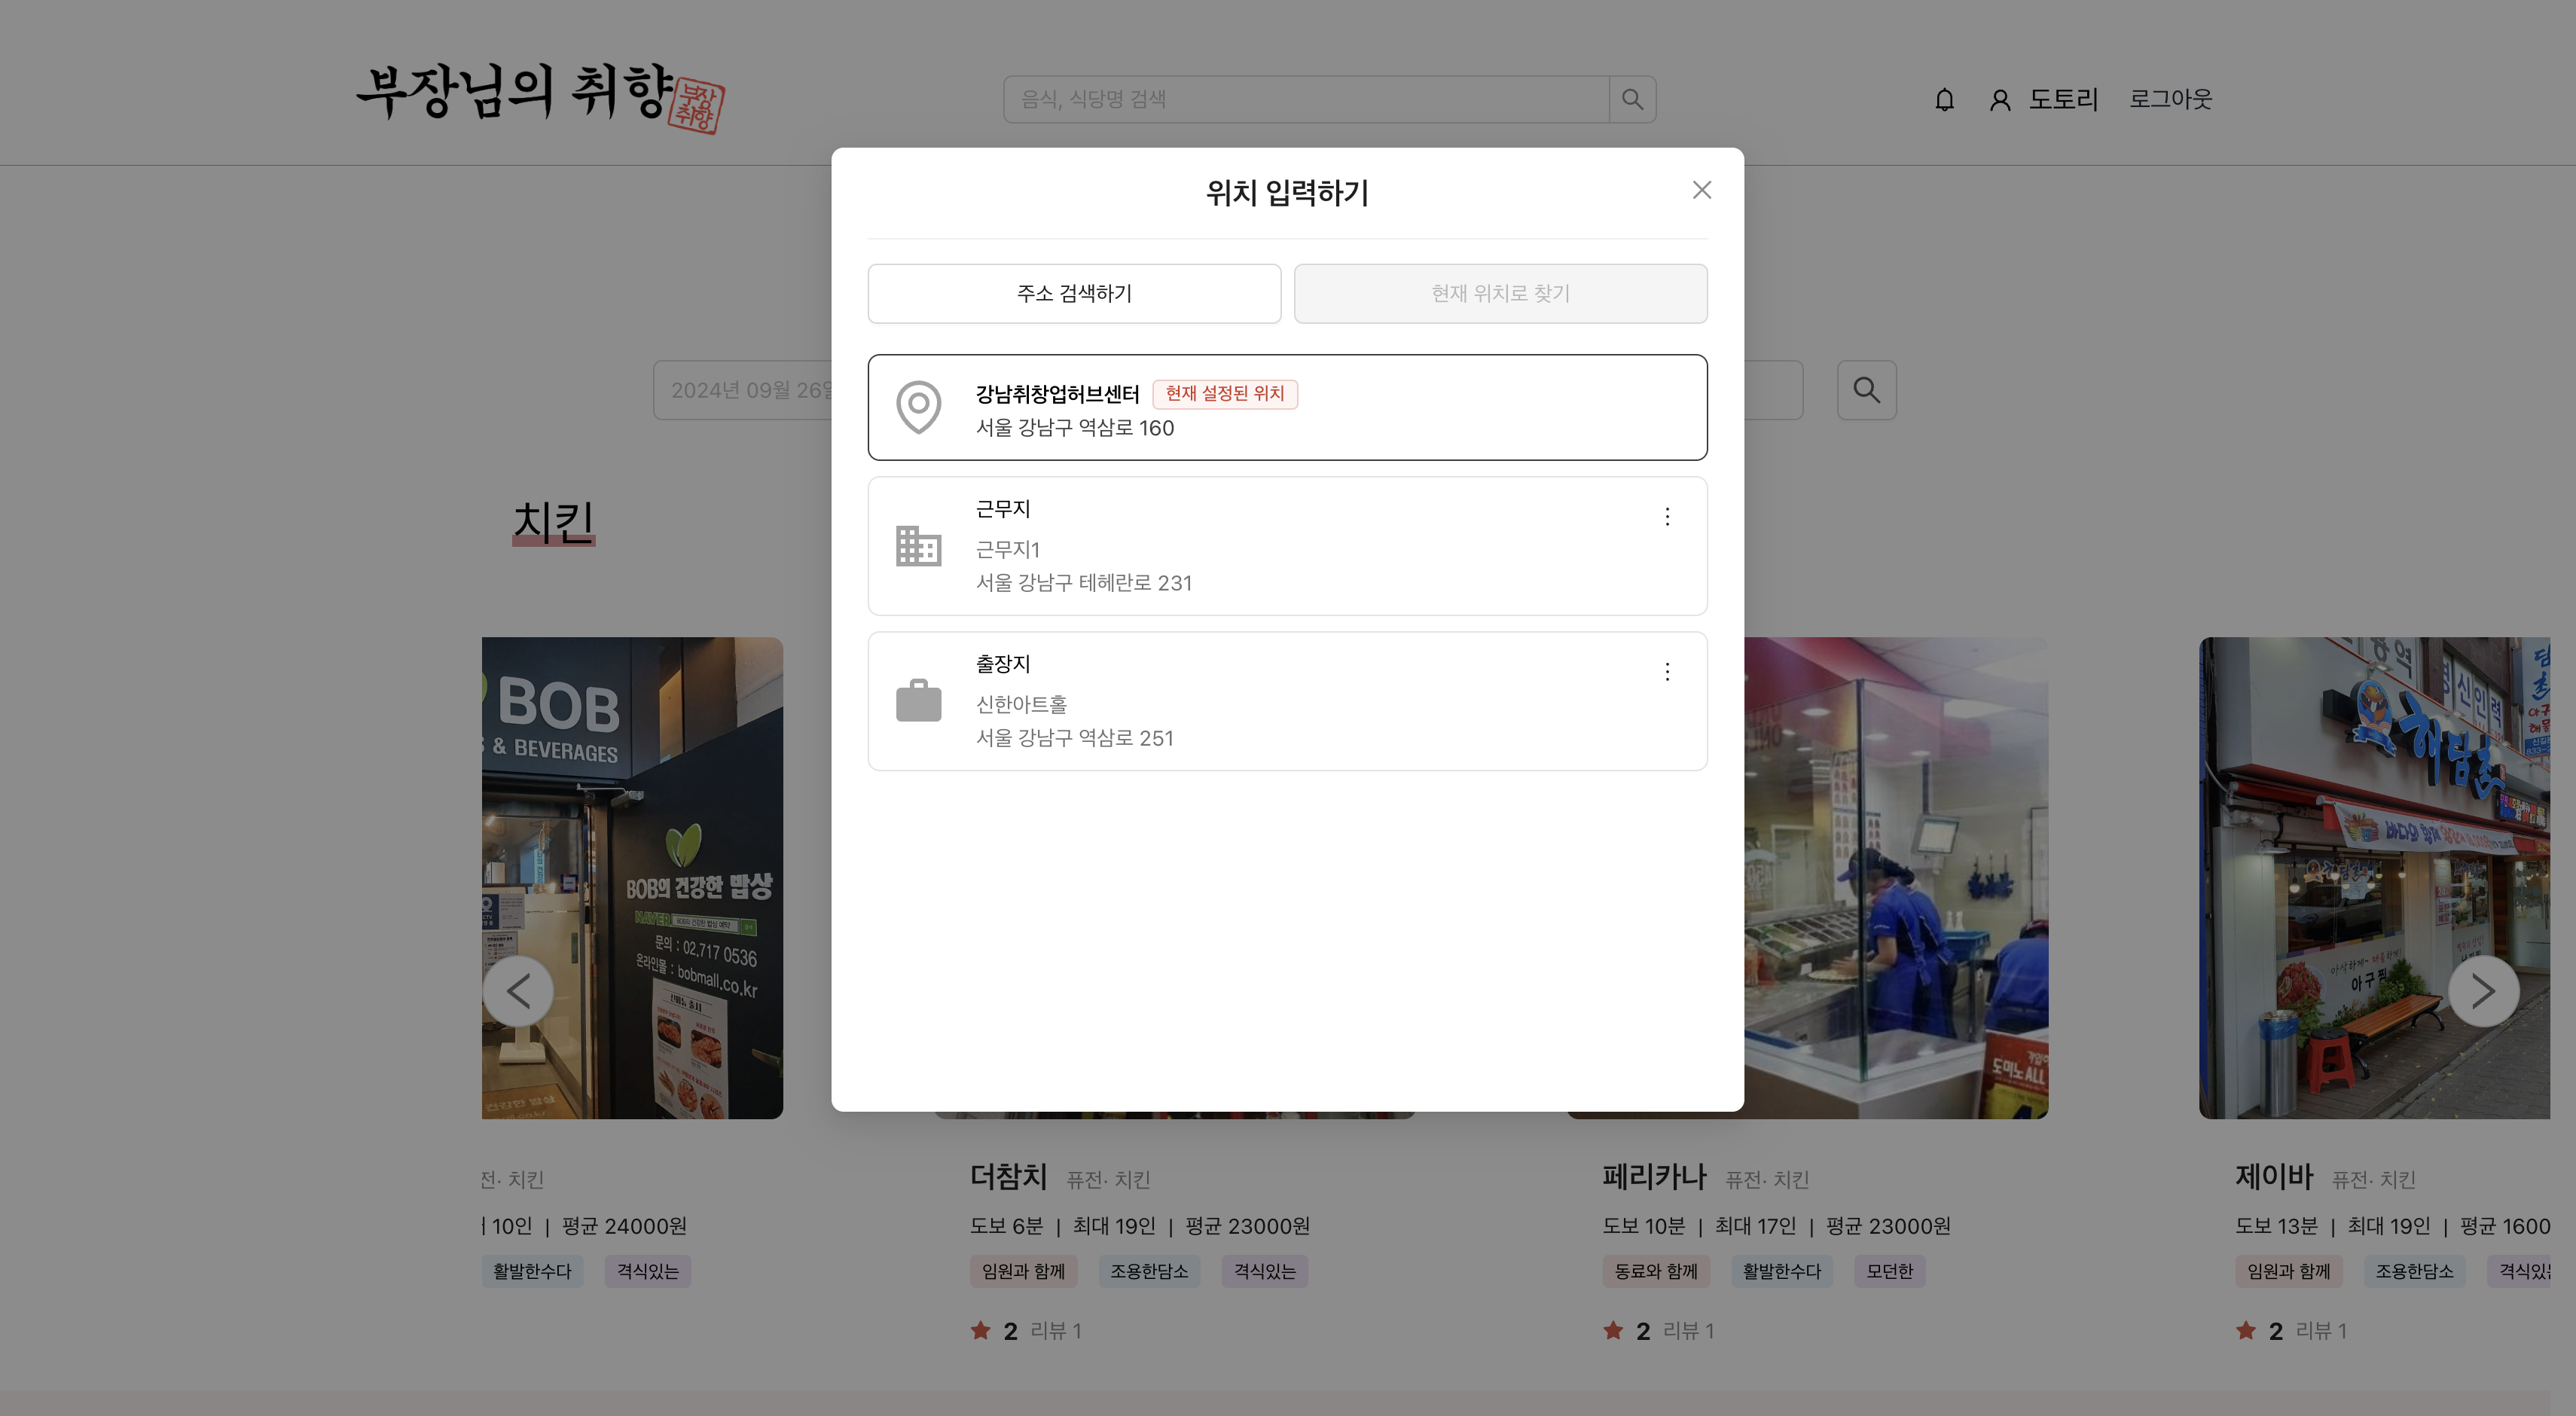 부장님의 취향
부장
취향
음식, 식당명 검색
도토리
로그아웃
위치 입력하기
주소 검색하기
현재 위치로 찾기
강남취창업허브센터
현재 설정된 위치
서울 강남구 역삼로 160
2024년 09월 26일
근무지
근무지1
서울 강남구 테헤란로 231
치킨
출장지
신한아트홀
서울 강남구 역삼로 251
BOB
& BEVERAGES
BOB의 건강한 밥상
NAVER
문의 : 02.717 0536
온라인몰 : bobmall.co.kr
해담촌
아구찜
도미노 ALL
전· 치킨
10인 | 평균 24000원
활발한수다
격식있는
더참치 퓨전· 치킨
도보 6분 | 최대 19인 | 평균 23000원
임원과 함께
조용한담소
격식있는
2 리뷰 1
페리카나 퓨전· 치킨
도보 10분 | 최대 17인 | 평균 23000원
동료와 함께
활발한수다
모던한
2 리뷰 1
제이바 퓨전· 치킨
도보 13분 | 최대 19인 | 평균 1600
임원과 함께
조용한담소
격식있
2 리뷰 1